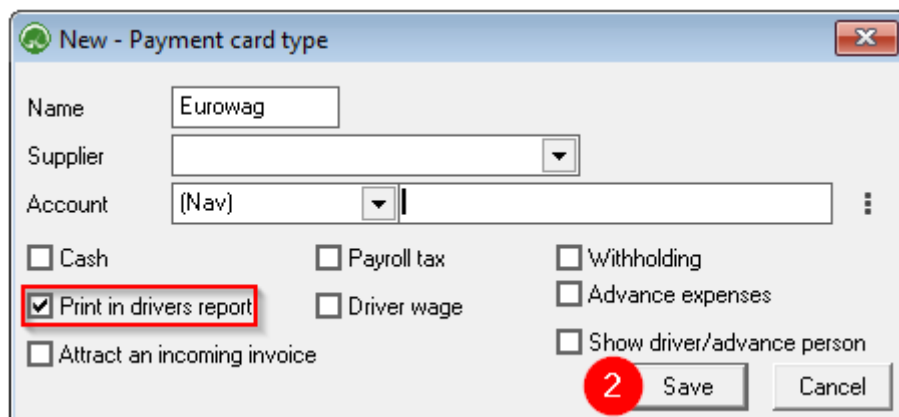 New - Payment card type
Name Eurowag
Supplier
Account (Nav)
Cash Payroll tax Withholding
Print in drivers report Driver wage Advance expenses
Attract an incoming invoice Show driver/advance person
2 Save Cancel